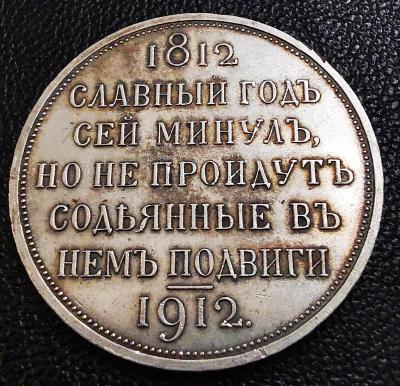 1812
СЛАВНЫЙ ГОДЪ
СЕЙ МИНУЛЪ,
НО НЕ ПРОЙДУТЪ
СОДѢЯННЫЕ ВЪ
НЕМЪ ПОДВИГИ
1912.